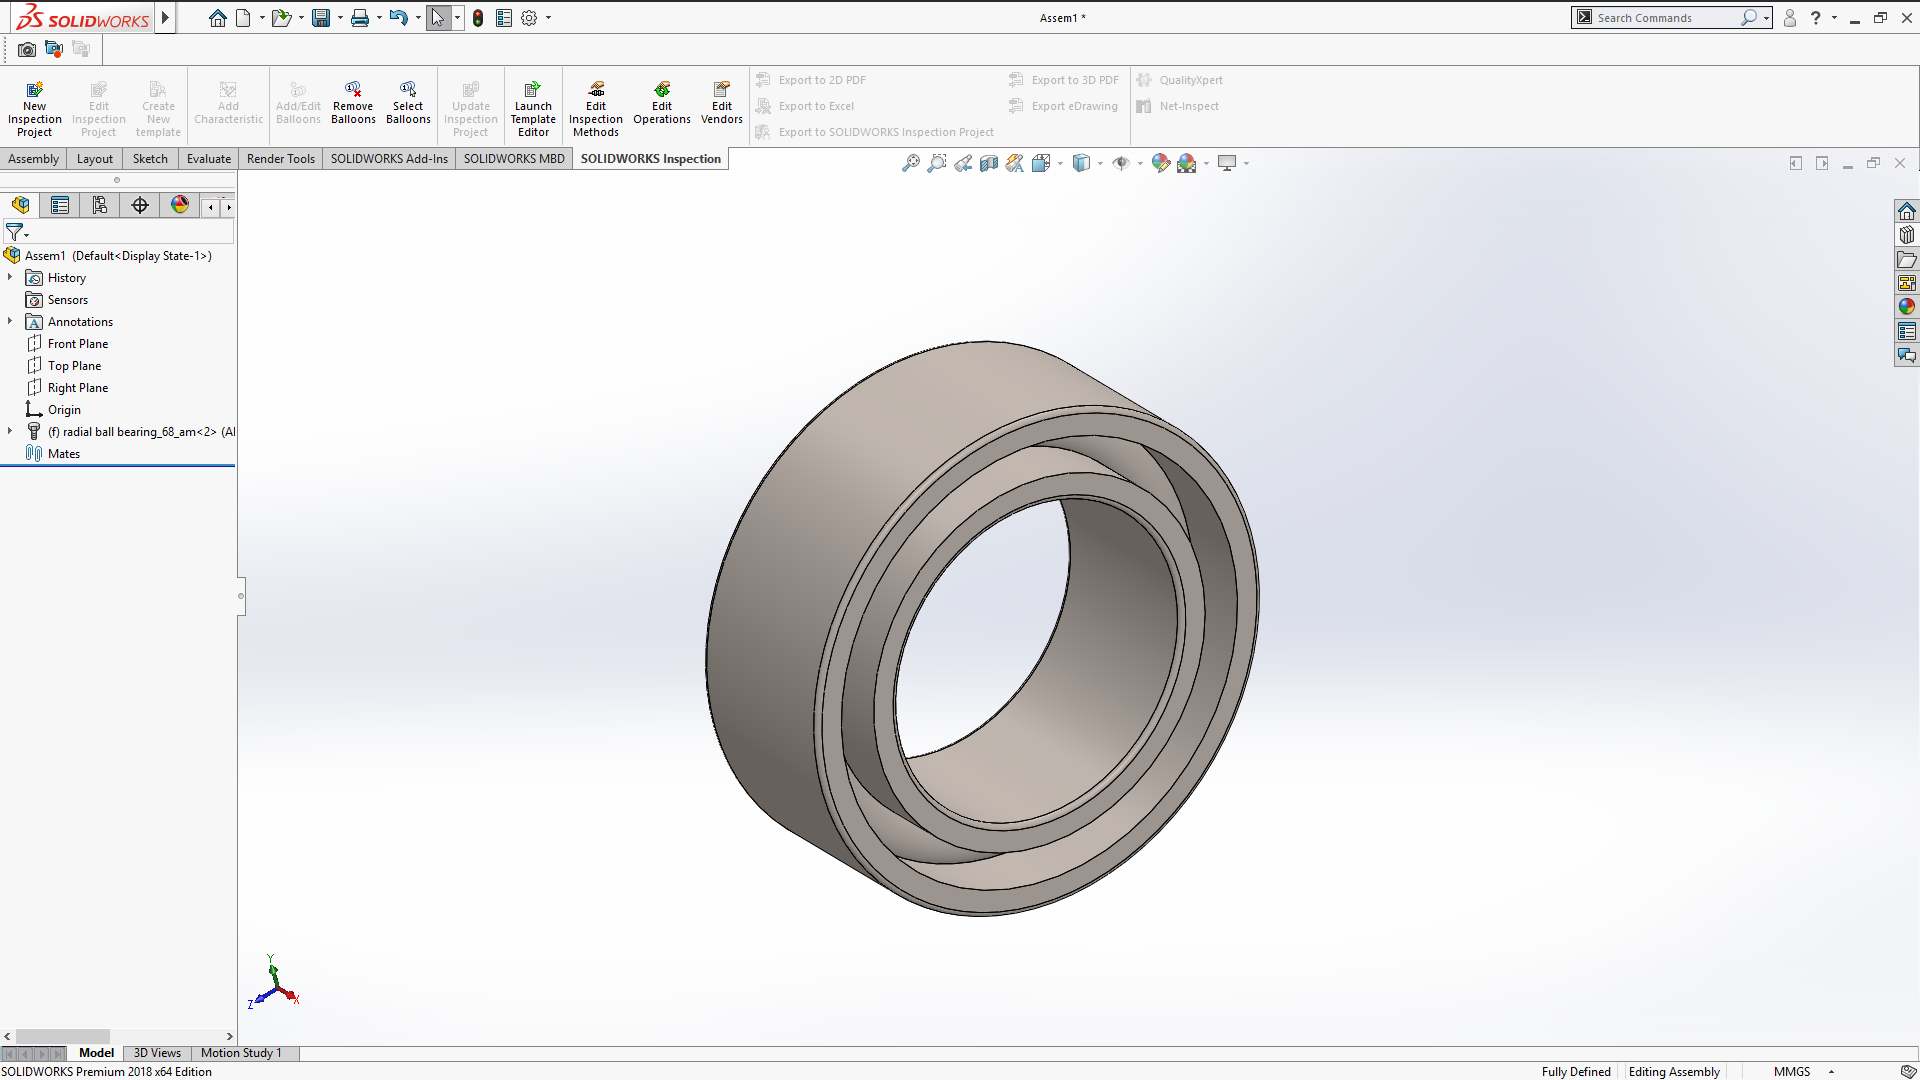 SOLIDWORKS
Assem1 *
Search Commands
?
New Inspection Project
Edit Inspection Project
Create New template
Add Characteristic
Add/Edit Balloons
Remove Balloons
Select Balloons
Update Inspection Project
Launch Template Editor
Edit Inspection Methods
Edit Operations
Edit Vendors
Export to 2D PDF
Export to Excel
Export to SOLIDWORKS Inspection Project
Export to 3D PDF
Export eDrawing
QualityXpert
Net-Inspect
Assembly
Layout
Sketch
Evaluate
Render Tools
SOLIDWORKS Add-Ins
SOLIDWORKS MBD
SOLIDWORKS Inspection
Assem1 (Default<Display State-1>)
History
Sensors
Annotations
Front Plane
Top Plane
Right Plane
Origin
(f) radial ball bearing_68_am<2> (Al
Mates
Y
Z
X
Model
3D Views
Motion Study 1
SOLIDWORKS Premium 2018 x64 Edition
Fully Defined
Editing Assembly
MMGS